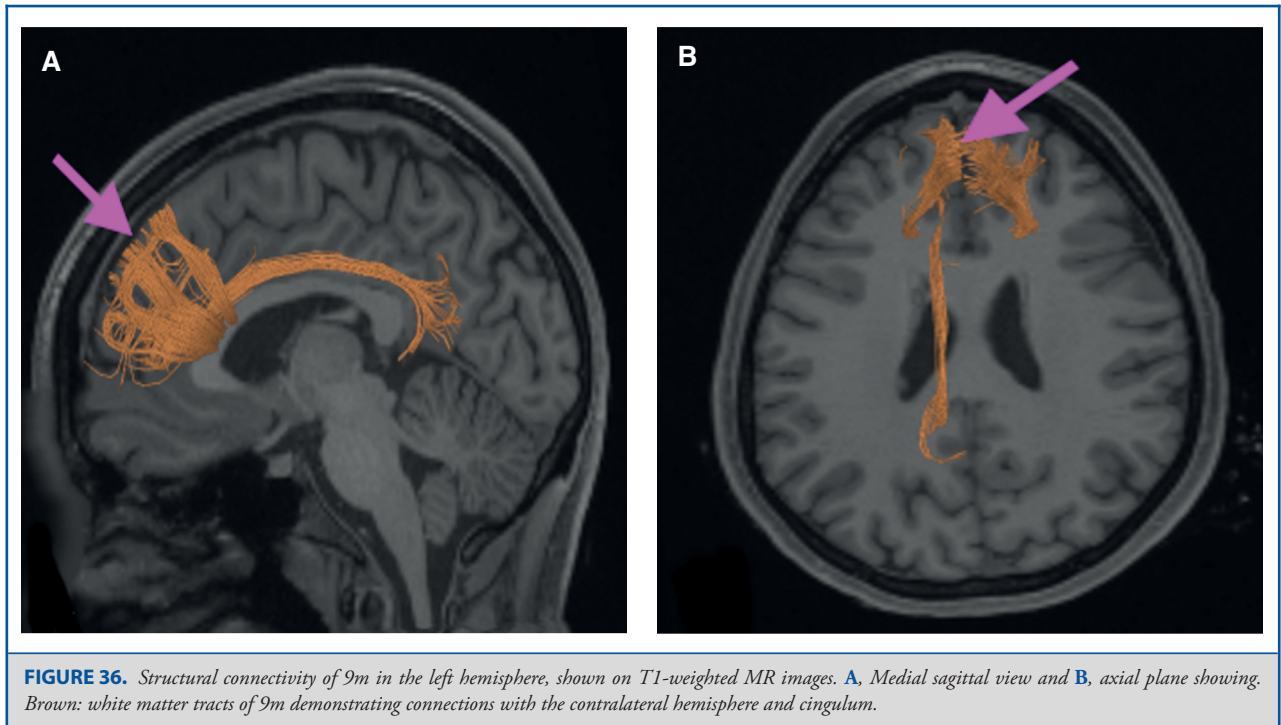 A
B
FIGURE 36. Structural connectivity of 9m in the left hemisphere, shown on T1-weighted MR images. A, Medial sagittal view and B, axial plane showing.
Brown: white matter tracts of 9m demonstrating connections with the contralateral hemisphere and cingulum.